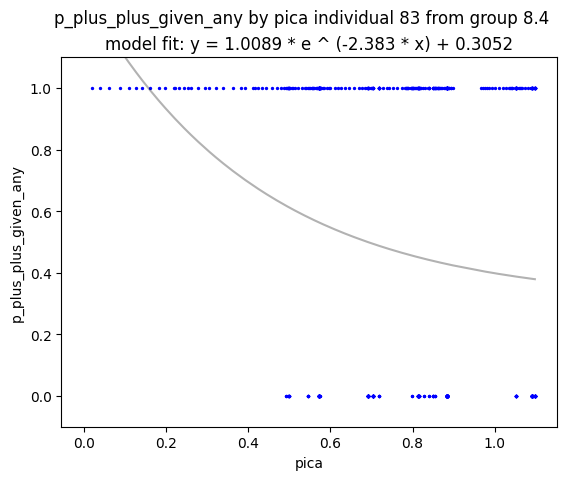 p_plus_plus_given_any by pica individual 83 from group 8.4
model fit: y = 1.0089 * e ^ (-2.383 * x) + 0.3052
1.0
0.8
0.6
0.4
0.2
0.0
p_plus_plus_given_any
0.0 0.2 0.4 0.6 0.8 1.0
pica